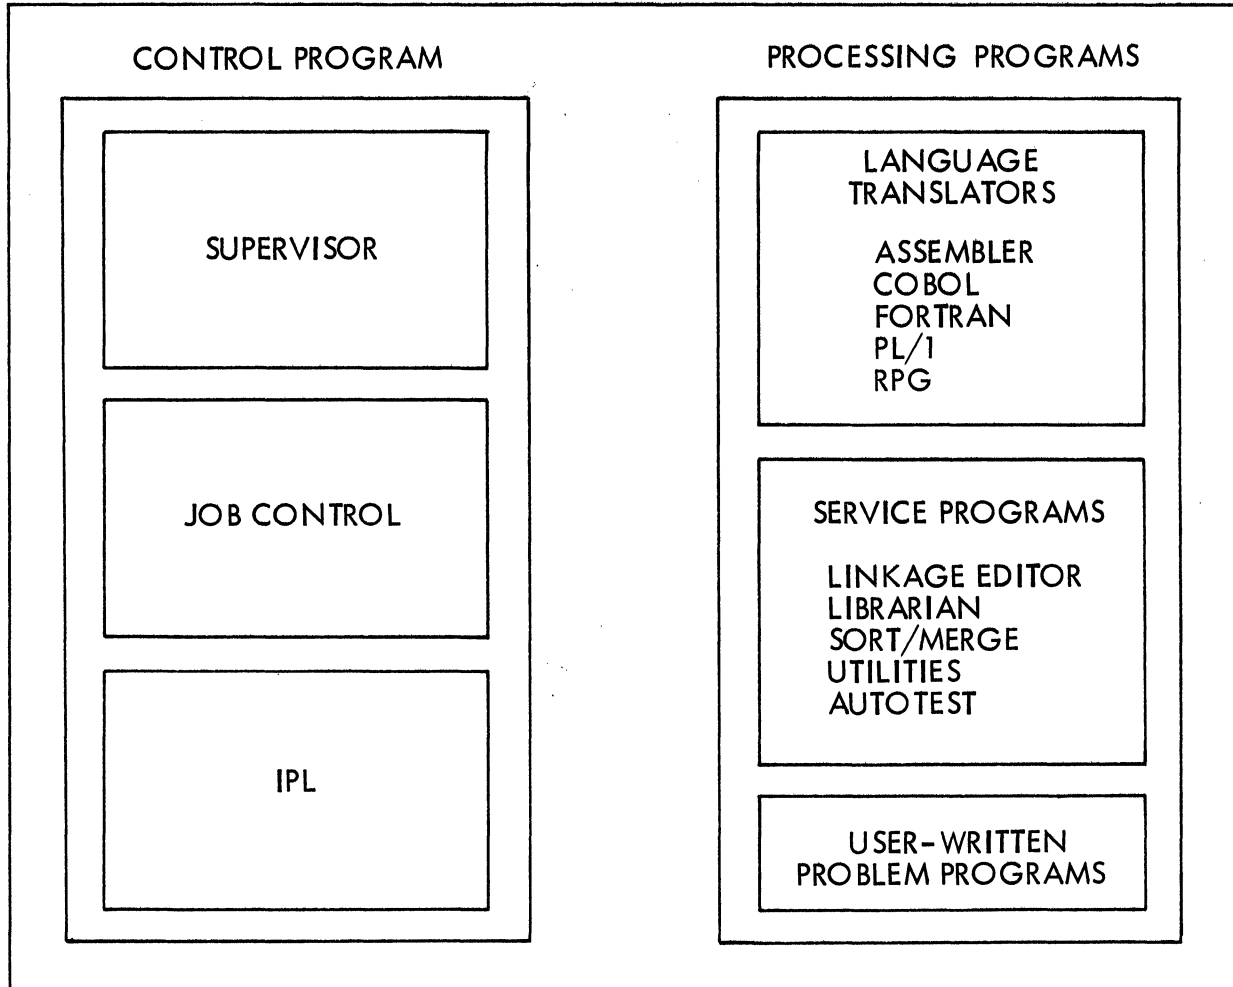 CONTROL PROGRAM
SUPERVISOR
JOB CONTROL
IPL
PROCESSING PROGRAMS
LANGUAGE
TRANSLATORS
ASSEMBLER
COBOL
FORTRAN
PL/1
RPG
SERVICE PROGRAMS
LINKAGE EDITOR
LIBRARIAN
SORT/MERGE
UTILITIES
AUTOTEST
USER-WRITTEN
PROBLEM PROGRAMS